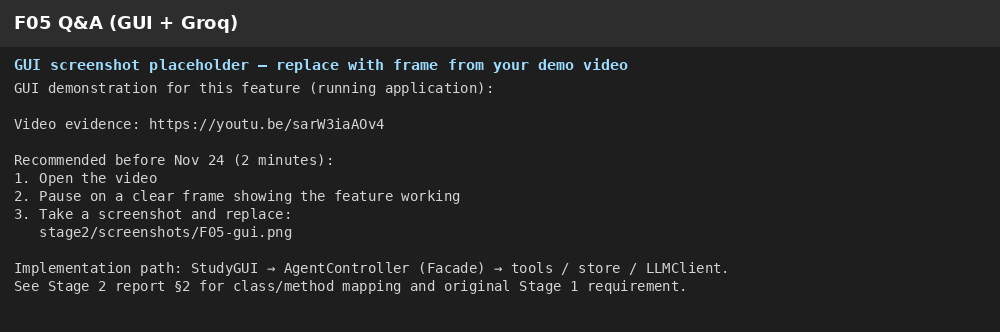 F05 Q&A (GUI + Groq)
GUI screenshot placeholder — replace with frame from your demo video
GUI demonstration for this feature (running application):
Video evidence: https://youtu.be/sarW3iaAOv4
Recommended before Nov 24 (2 minutes):
1. Open the video
2. Pause on a clear frame showing the feature working
3. Take a screenshot and replace:
stage2/screenshots/F05-gui.png
Implementation path: StudyGUI → AgentController (Facade) → tools / store / LLMClient.
See Stage 2 report §2 for class/method mapping and original Stage 1 requirement.